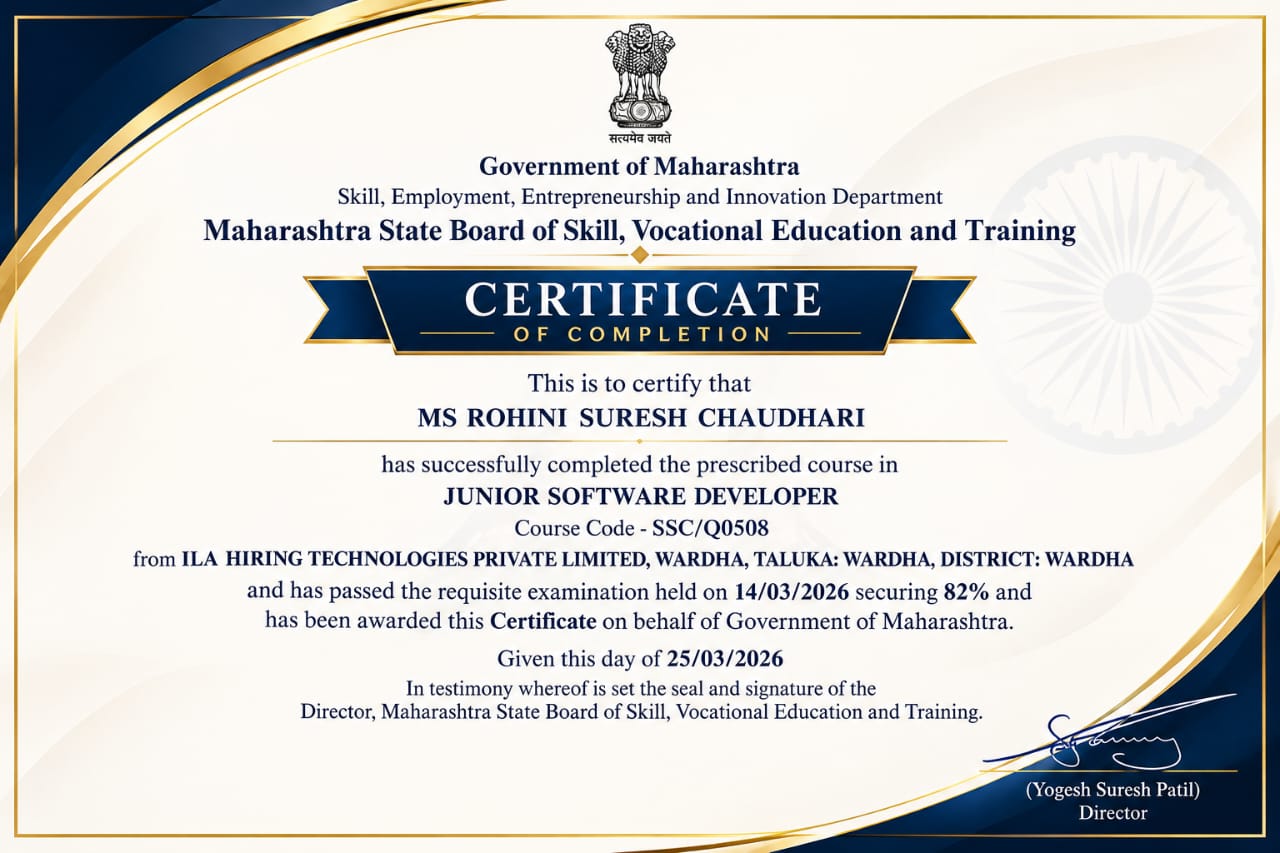 सत्यमेव जयते
Government of Maharashtra
Skill, Employment, Entrepreneurship and Innovation Department
Maharashtra State Board of Skill, Vocational Education and Training
CERTIFICATE
OF COMPLETION
This is to certify that
MS ROHINI SURESH CHAUDHARI
has successfully completed the prescribed course in
JUNIOR SOFTWARE DEVELOPER
Course Code - SSC/Q0508
from ILA HIRING TECHNOLOGIES PRIVATE LIMITED, WARDHA, TALUKA: WARDHA, DISTRICT: WARDHA
and has passed the requisite examination held on 14/03/2026 securing 82% and
has been awarded this Certificate on behalf of Government of Maharashtra.
Given this day of 25/03/2026
In testimony whereof is set the seal and signature of the
Director, Maharashtra State Board of Skill, Vocational Education and Training.
(Yogesh Suresh Patil)
Director